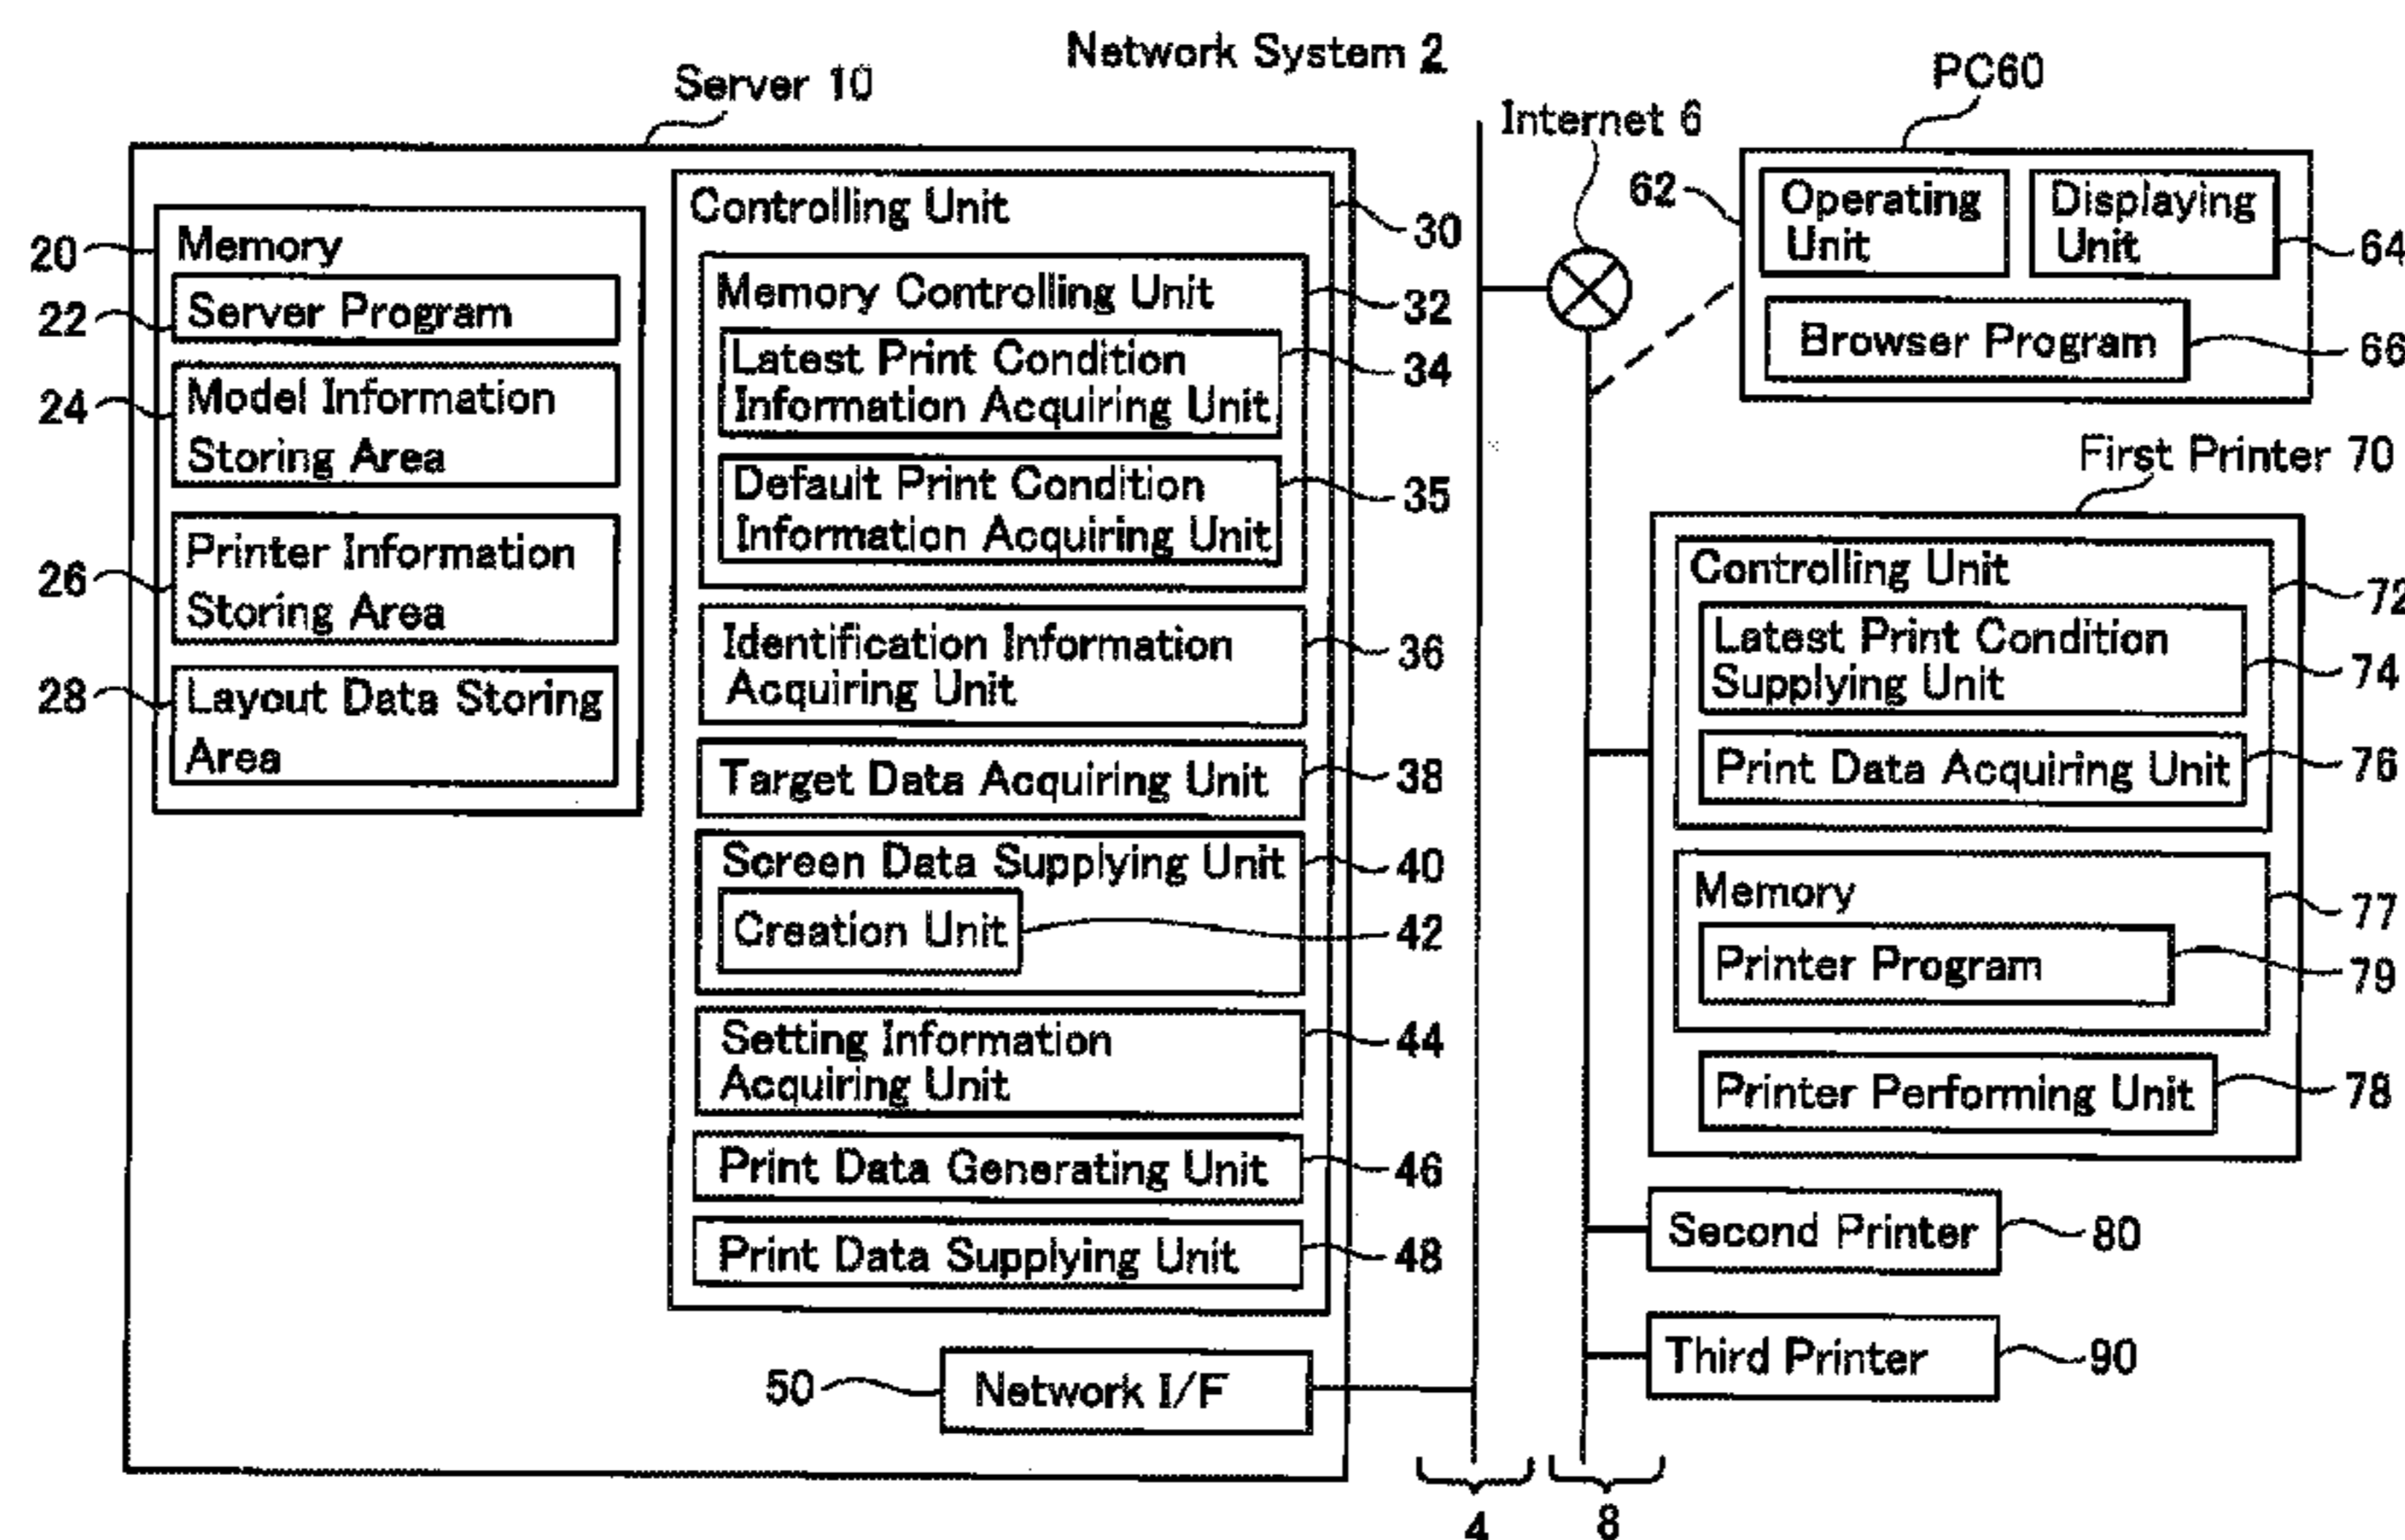 Network System 2
Server 10
20
Memory
22
Server Program
24
Model Information
Storing Area
26
Printer Information
Storing Area
28
Layout Data Storing
Area
Controlling Unit
30
Memory Controlling Unit
32
Latest Print Condition
Information Acquiring Unit
34
Default Print Condition
Information Acquiring Unit
35
Identification Information
Acquiring Unit
36
Target Data Acquiring Unit
38
Screen Data Supplying Unit
40
Creation Unit
42
Setting Information
Acquiring Unit
44
Print Data Generating Unit
46
Print Data Supplying Unit
48
50
Network I/F
4
Internet 6
8
PC60
62
Operating
Unit
Displaying
Unit
64
Browser Program
66
First Printer 70
Controlling Unit
72
Latest Print Condition
Supplying Unit
74
Print Data Acquiring Unit
76
Memory
77
Printer Program
79
Printer Performing Unit
78
Second Printer
80
Third Printer
90